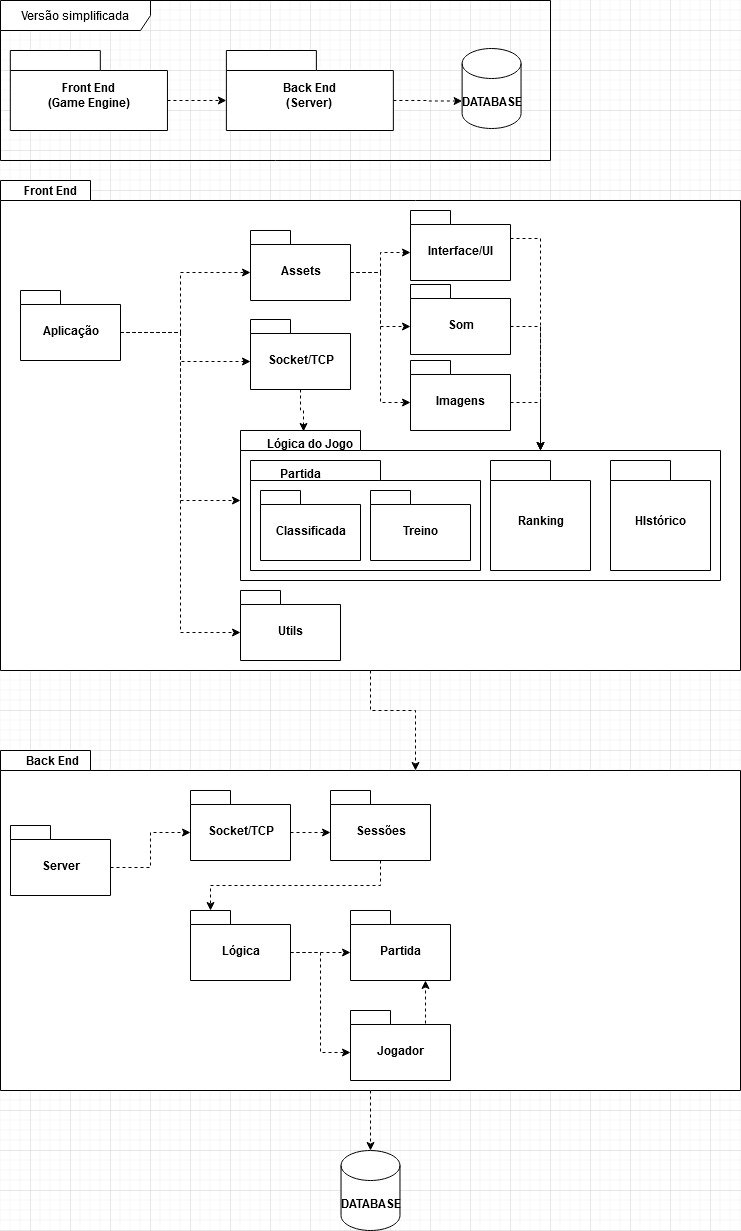 Versão simplificada
Front End
(Game Engine)
Back End
(Server)
DATABASE
Front End
Aplicação
Assets
Socket/TCP
Interface/UI
Som
Imagens
Lógica do Jogo
Partida
Classificada
Treino
Ranking
HIstórico
Utils
Back End
Server
Socket/TCP
Sessões
Lógica
Partida
Jogador
DATABASE